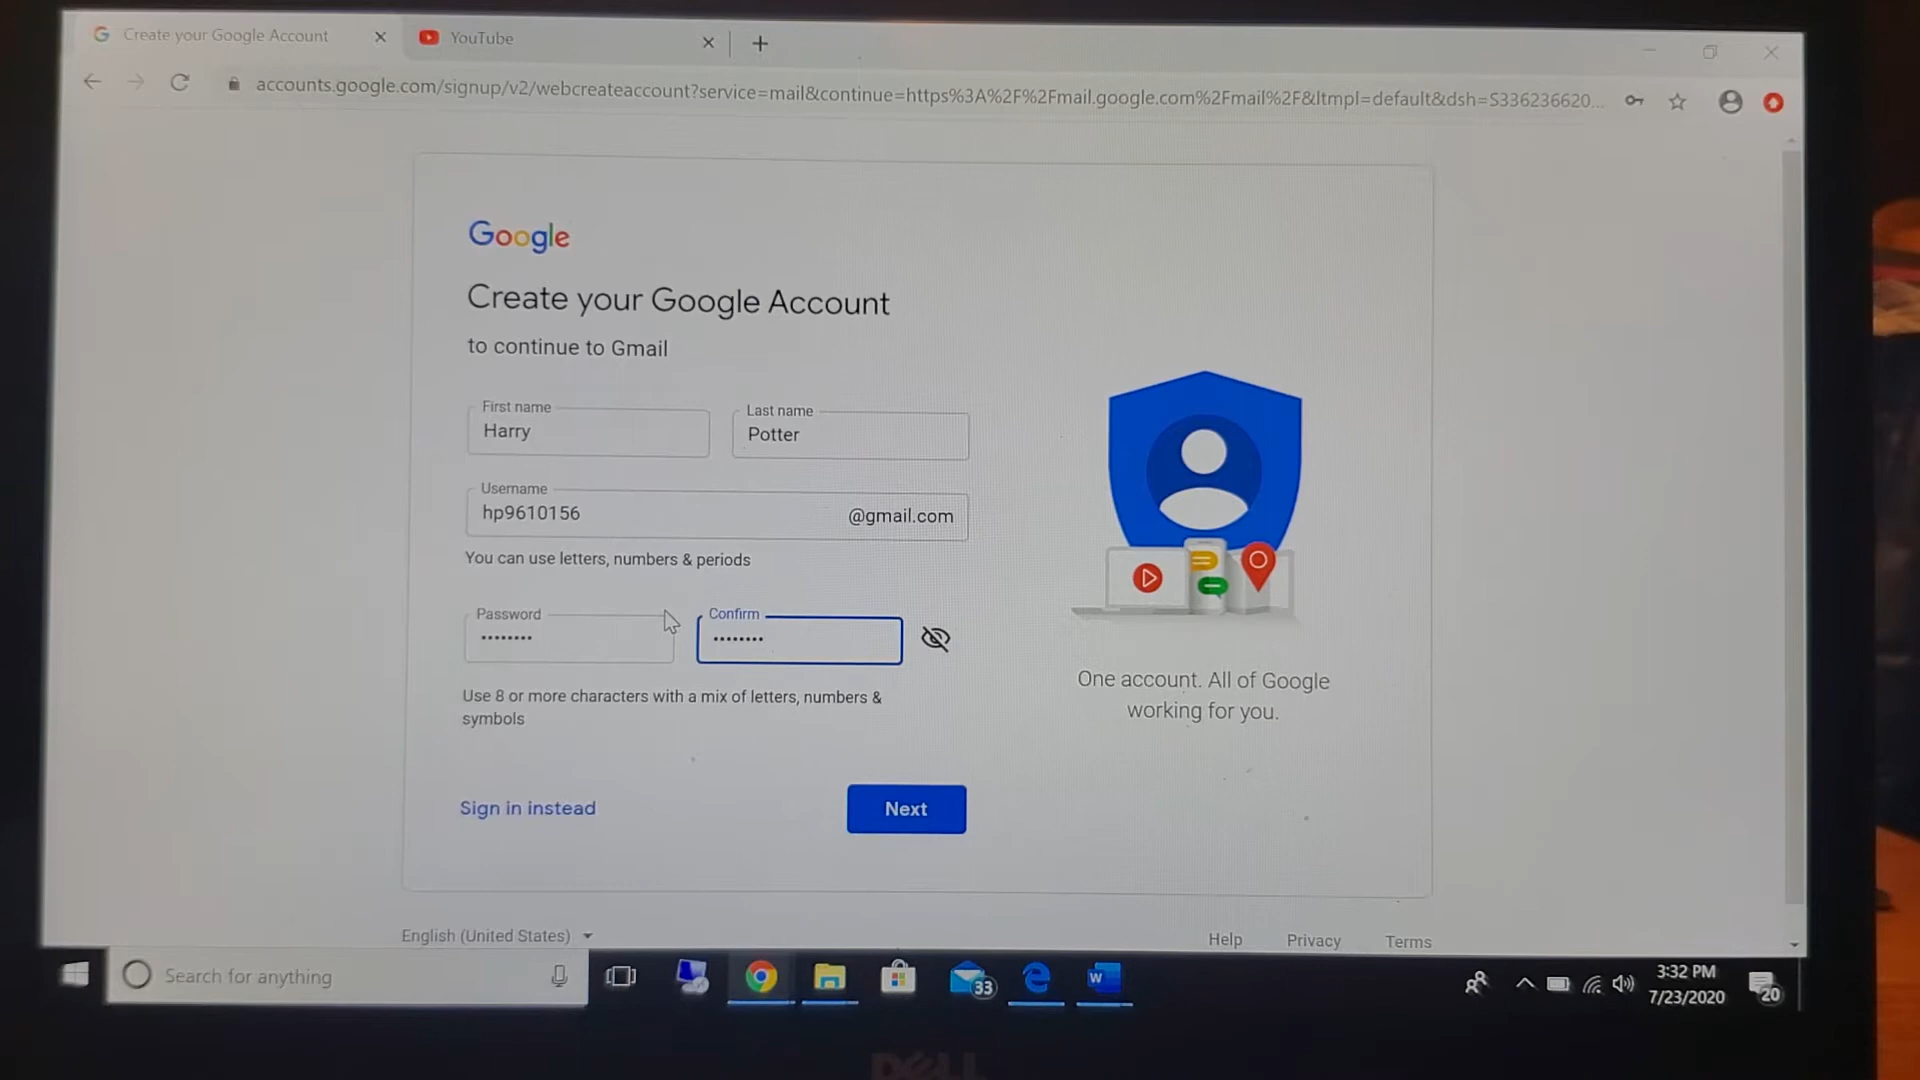 Create your Google Account
YouTube
accounts.google.com/signup/v2/webcreateaccount?service=mail&continue=https%3A%2F%2Fmail.google.com%2Fmail%2F&ltmpl=default&dsh=S336236620...
Google
Create your Google Account
to continue to Gmail
First name
Last name
Harry
Potter
Username
hp9610156
@gmail.com
You can use letters, numbers & periods
Password
Confirm
Use 8 or more characters with a mix of letters, numbers &
symbols
One account. All of Google
working for you.
Sign in instead
Next
English (United States)
Help
Privacy
Terms
Search for anything
33
W
3:32 PM
7/23/2020
20
DELL